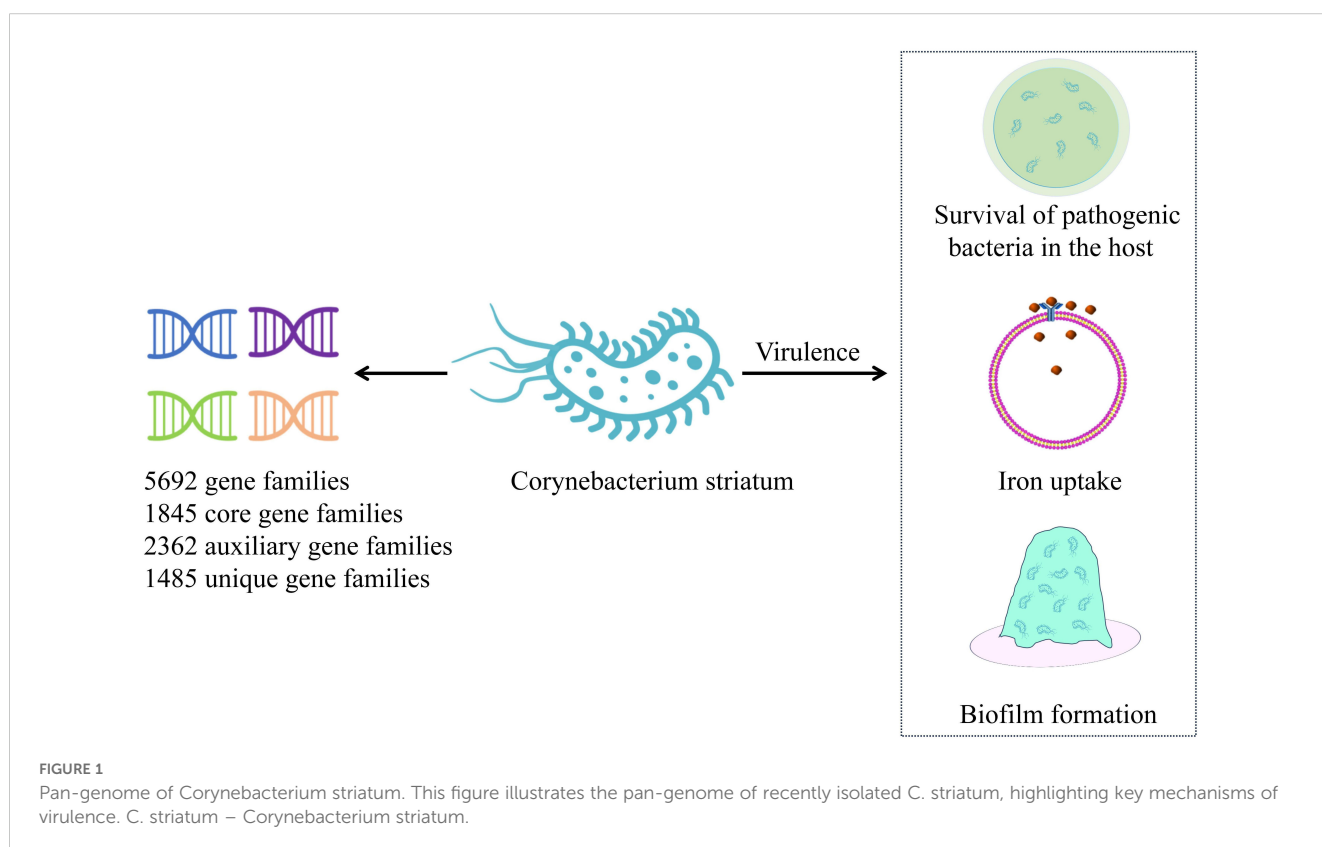 Survival of pathogenic
bacteria in the host
Virulence
5692 gene families
1845 core gene families
2362 auxiliary gene families
1485 unique gene families
Corynebacterium striatum
Iron uptake
Biofilm formation
FIGURE 1
Pan-genome of Corynebacterium striatum. This figure illustrates the pan-genome of recently isolated C. striatum, highlighting key mechanisms of
virulence. C. striatum – Corynebacterium striatum.